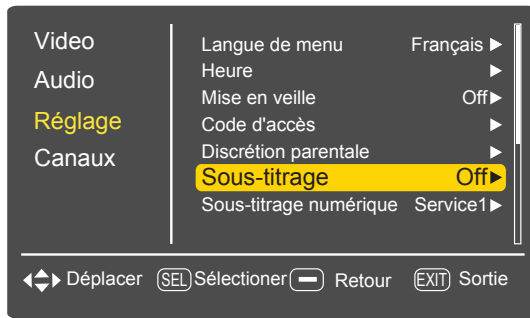 Video
Audio
Réglage
Canaux
Langue de menu Français
Heure
Mise en veille Off
Code d'accès
Discrétion parentale
Sous-titrage Off
Sous-titrage numérique Service1
Déplacer SEL Sélectioner Retour EXIT Sortie